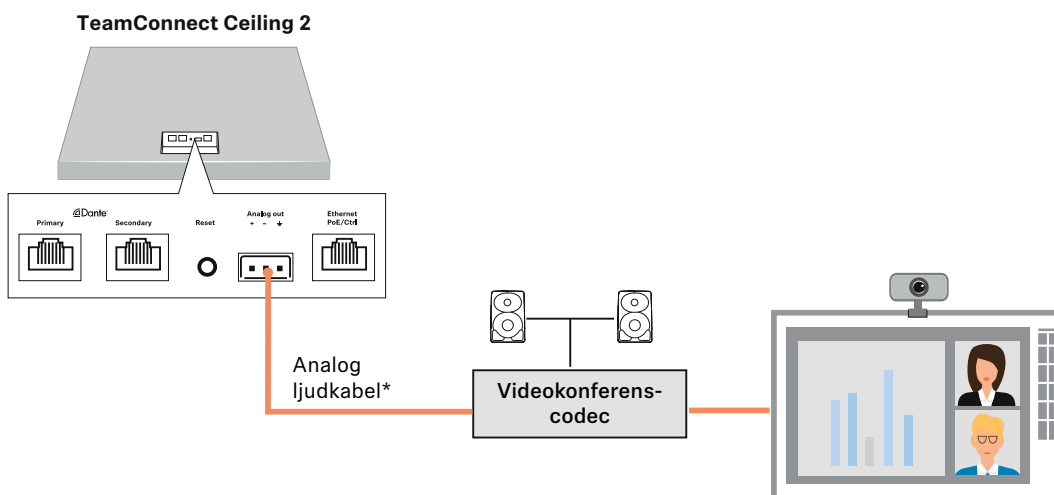 TeamConnect Ceiling 2
Dante
Primary
Secondary
Reset
Analog out
+ -
Ethernet
PoE/Ctrl
Analog
ljudkabel*
Videokonferens-
codec